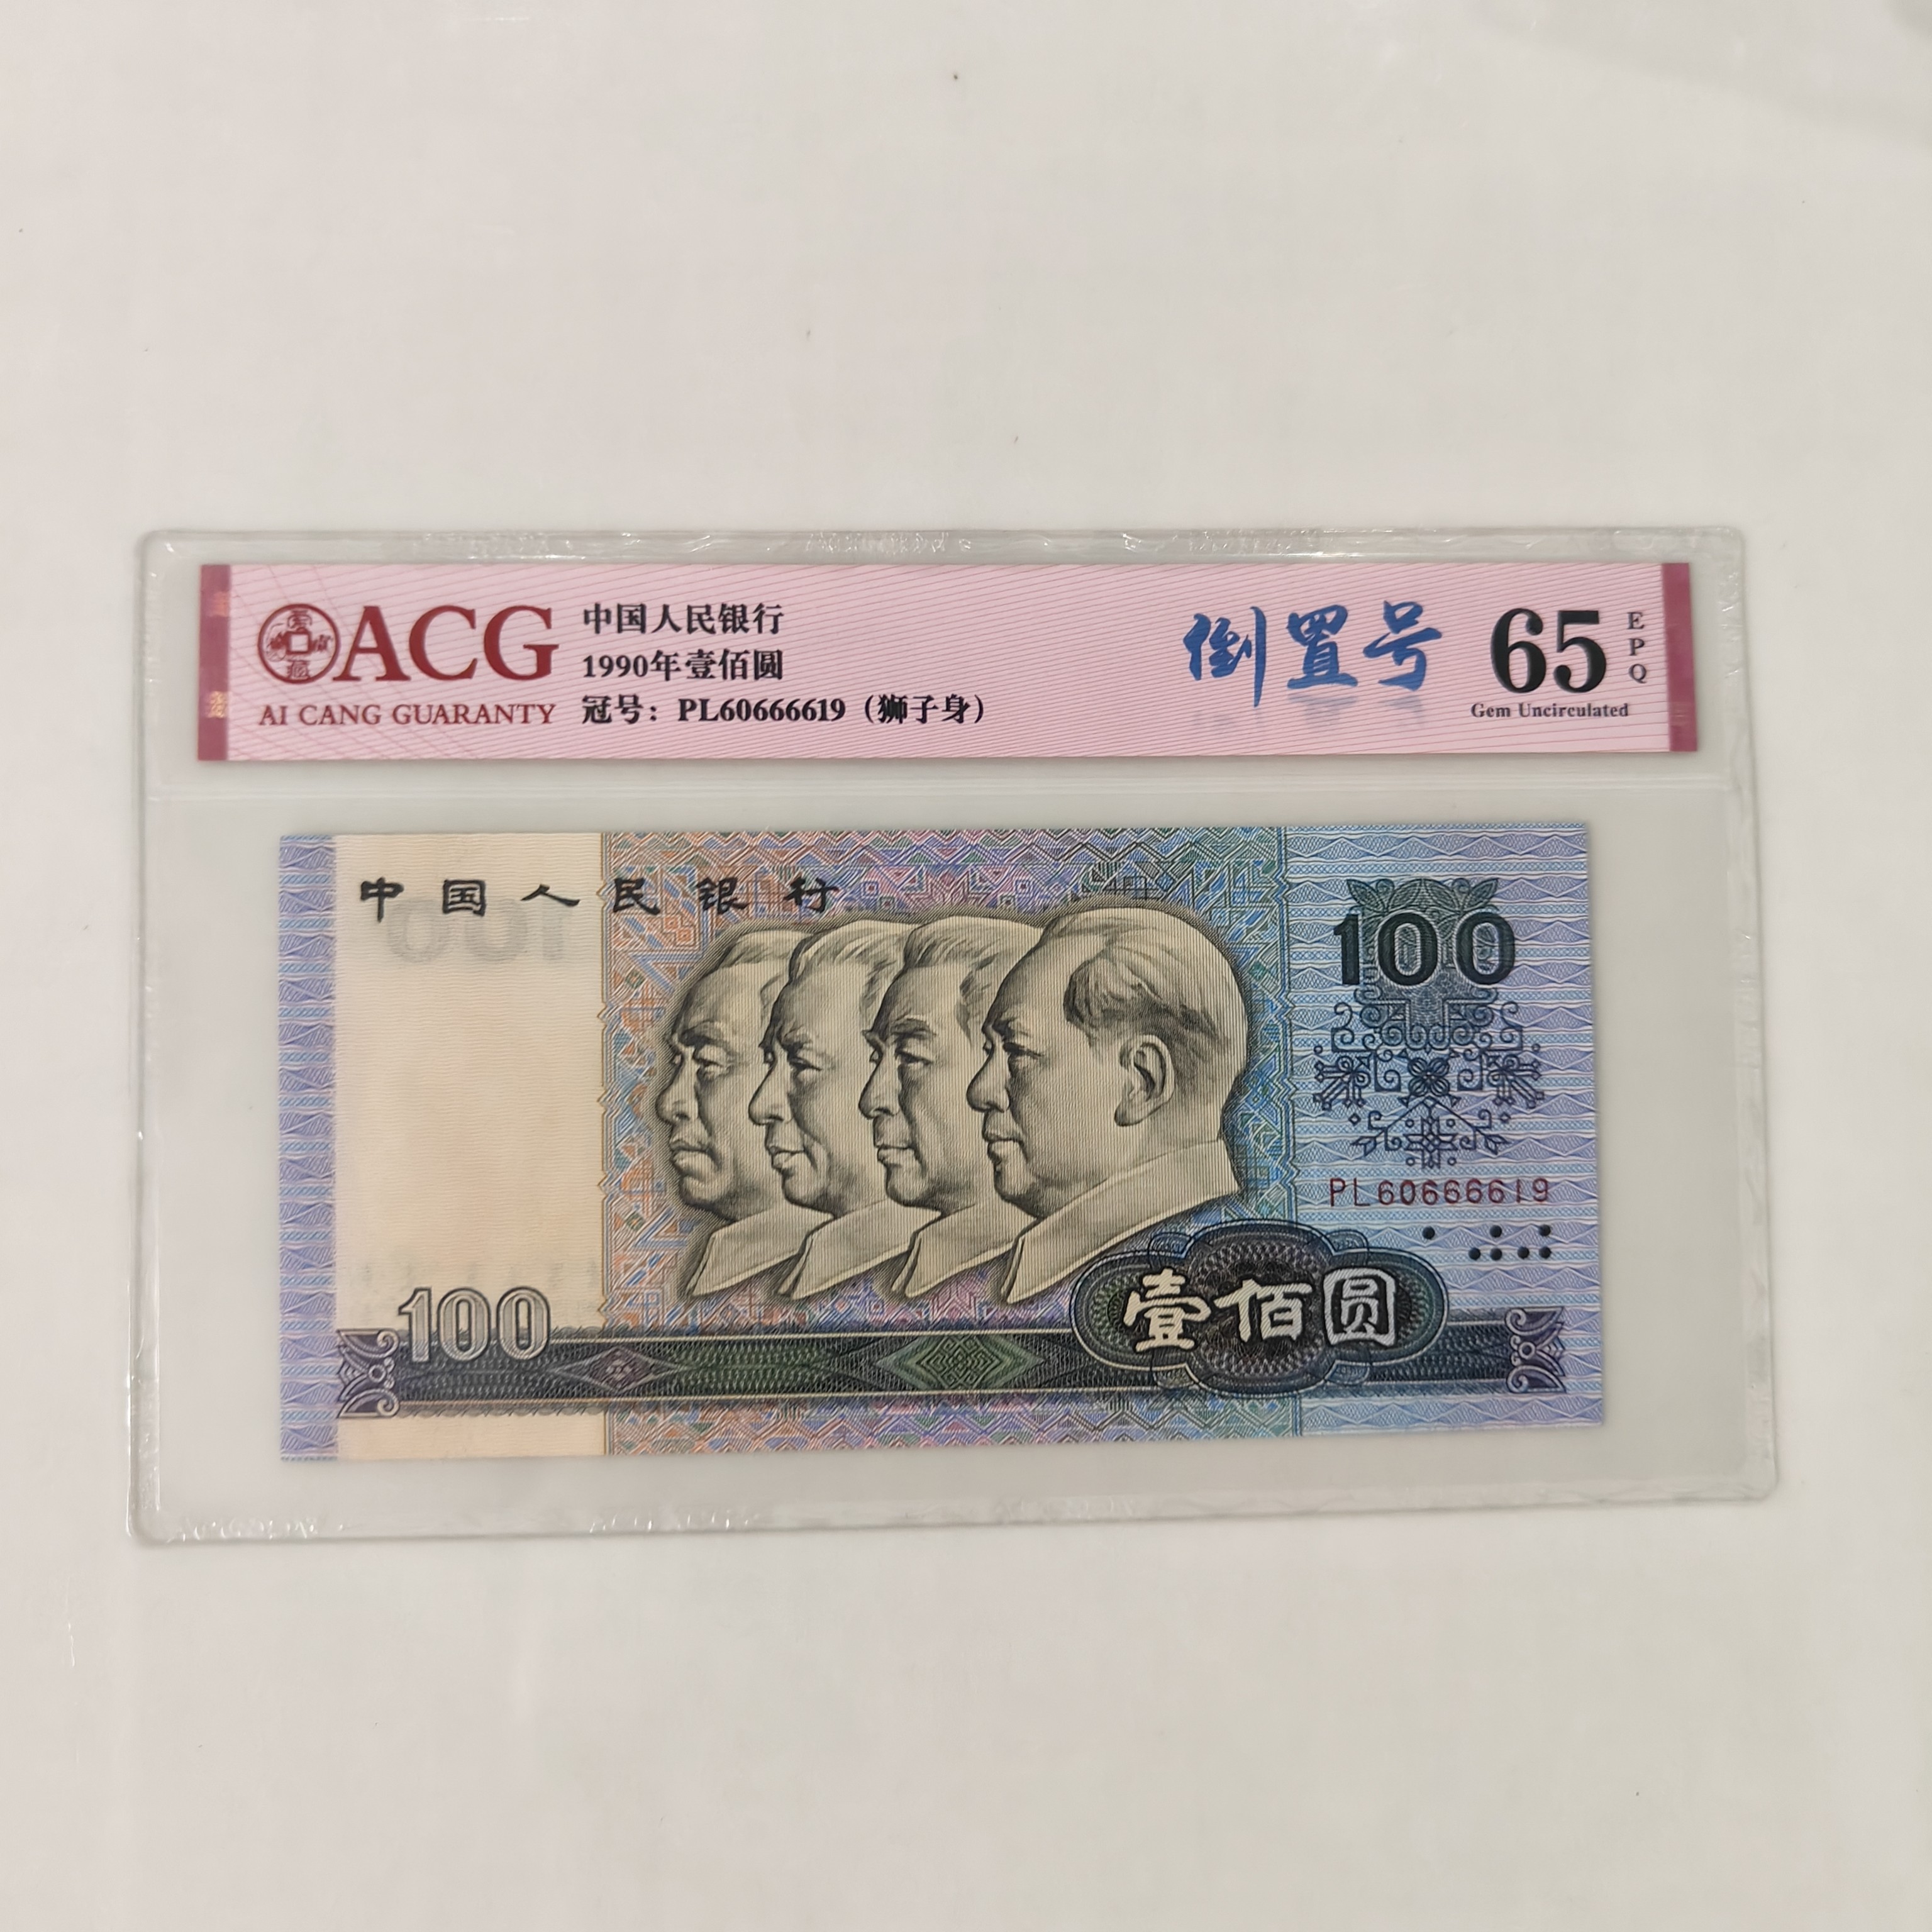 ACG
AI CANG GUARANTY
中国人民银行
1990年壹佰圆
冠号：PL60666619（狮子身）
倒置号
65
EPQ
Gem Uncirculated
中国人民银行
100
PL60666619
100
壹佰圆